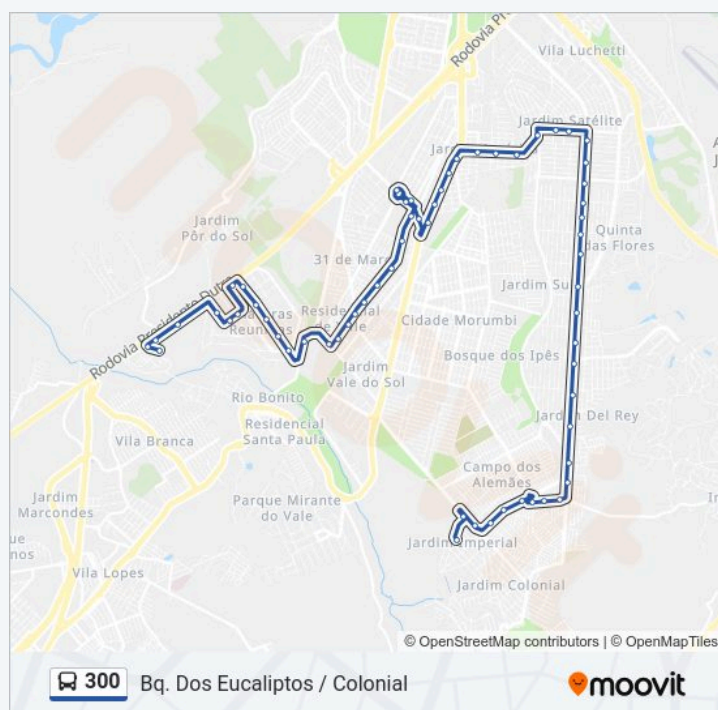 Rodovia Pre
Vila Luchetti
Jardim Satélite
Jardim
Pôr do Sol
Quinta
das Flores
31 de Mar
Rodovia Presidente Dutra
Jardim Su
Residencial
Reunidas
Cidade Morumbi
Bosque dos Ipês
Jardim
Vale do Sol
Rio Bonito
Residencial
Santa Paula
Vila Branca
Jardim Del Rey
Campo dos
Alemães
Jardim
Marcondes
Parque Mirante
do Vale
Jardim Imperial
Vila Lopes
Jardim Colonial
© OpenStreetMap contributors | © OpenMapTiles
300 Bq. Dos Eucaliptos / Colonial
moovit